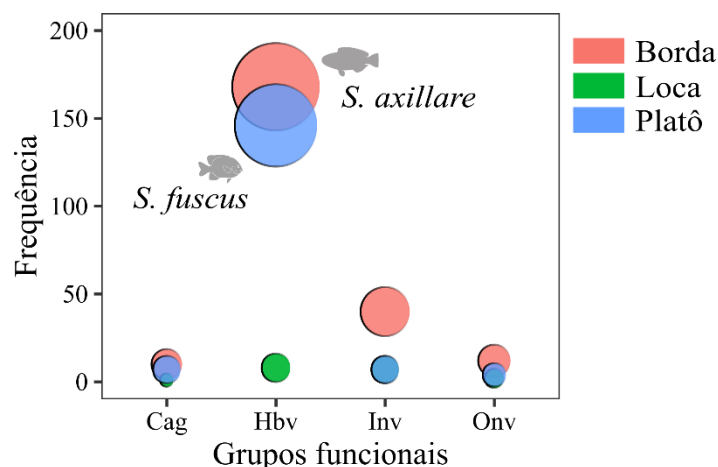 Frequência
200
150
100
50
0
S. axillare
S. fuscus
Cag Hbv Inv Onv
Grupos funcionais
Borda
Loca
Platô